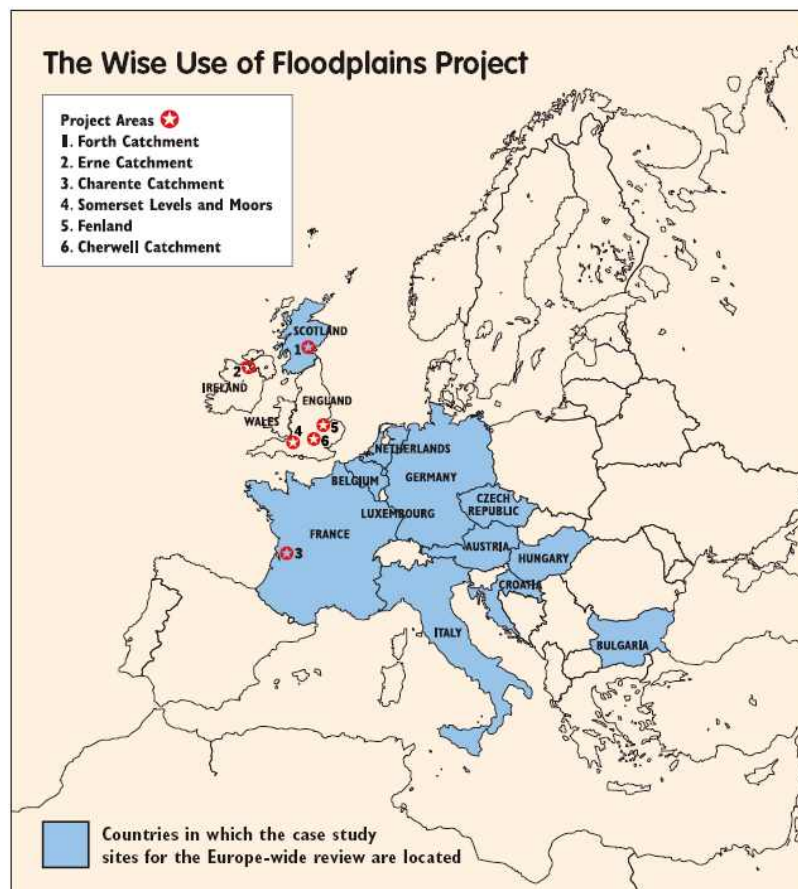 The Wise Use of Floodplains Project
Project Areas
1. Forth Catchment
2. Erne Catchment
3. Charente Catchment
4. Somerset Levels and Moors
5. Fenland
6. Cherwell Catchment
SCOTLAND
1
2
IRELAND
ENGLAND
WALES
4
5
6
NETHERLANDS
BELGIUM
GERMANY
LUXEMBOURG
CZECH
REPUBLIC
FRANCE
3
AUSTRIA
HUNGARY
CROATIA
ITALY
BULGARIA
Countries in which the case study
sites for the Europe-wide review are located